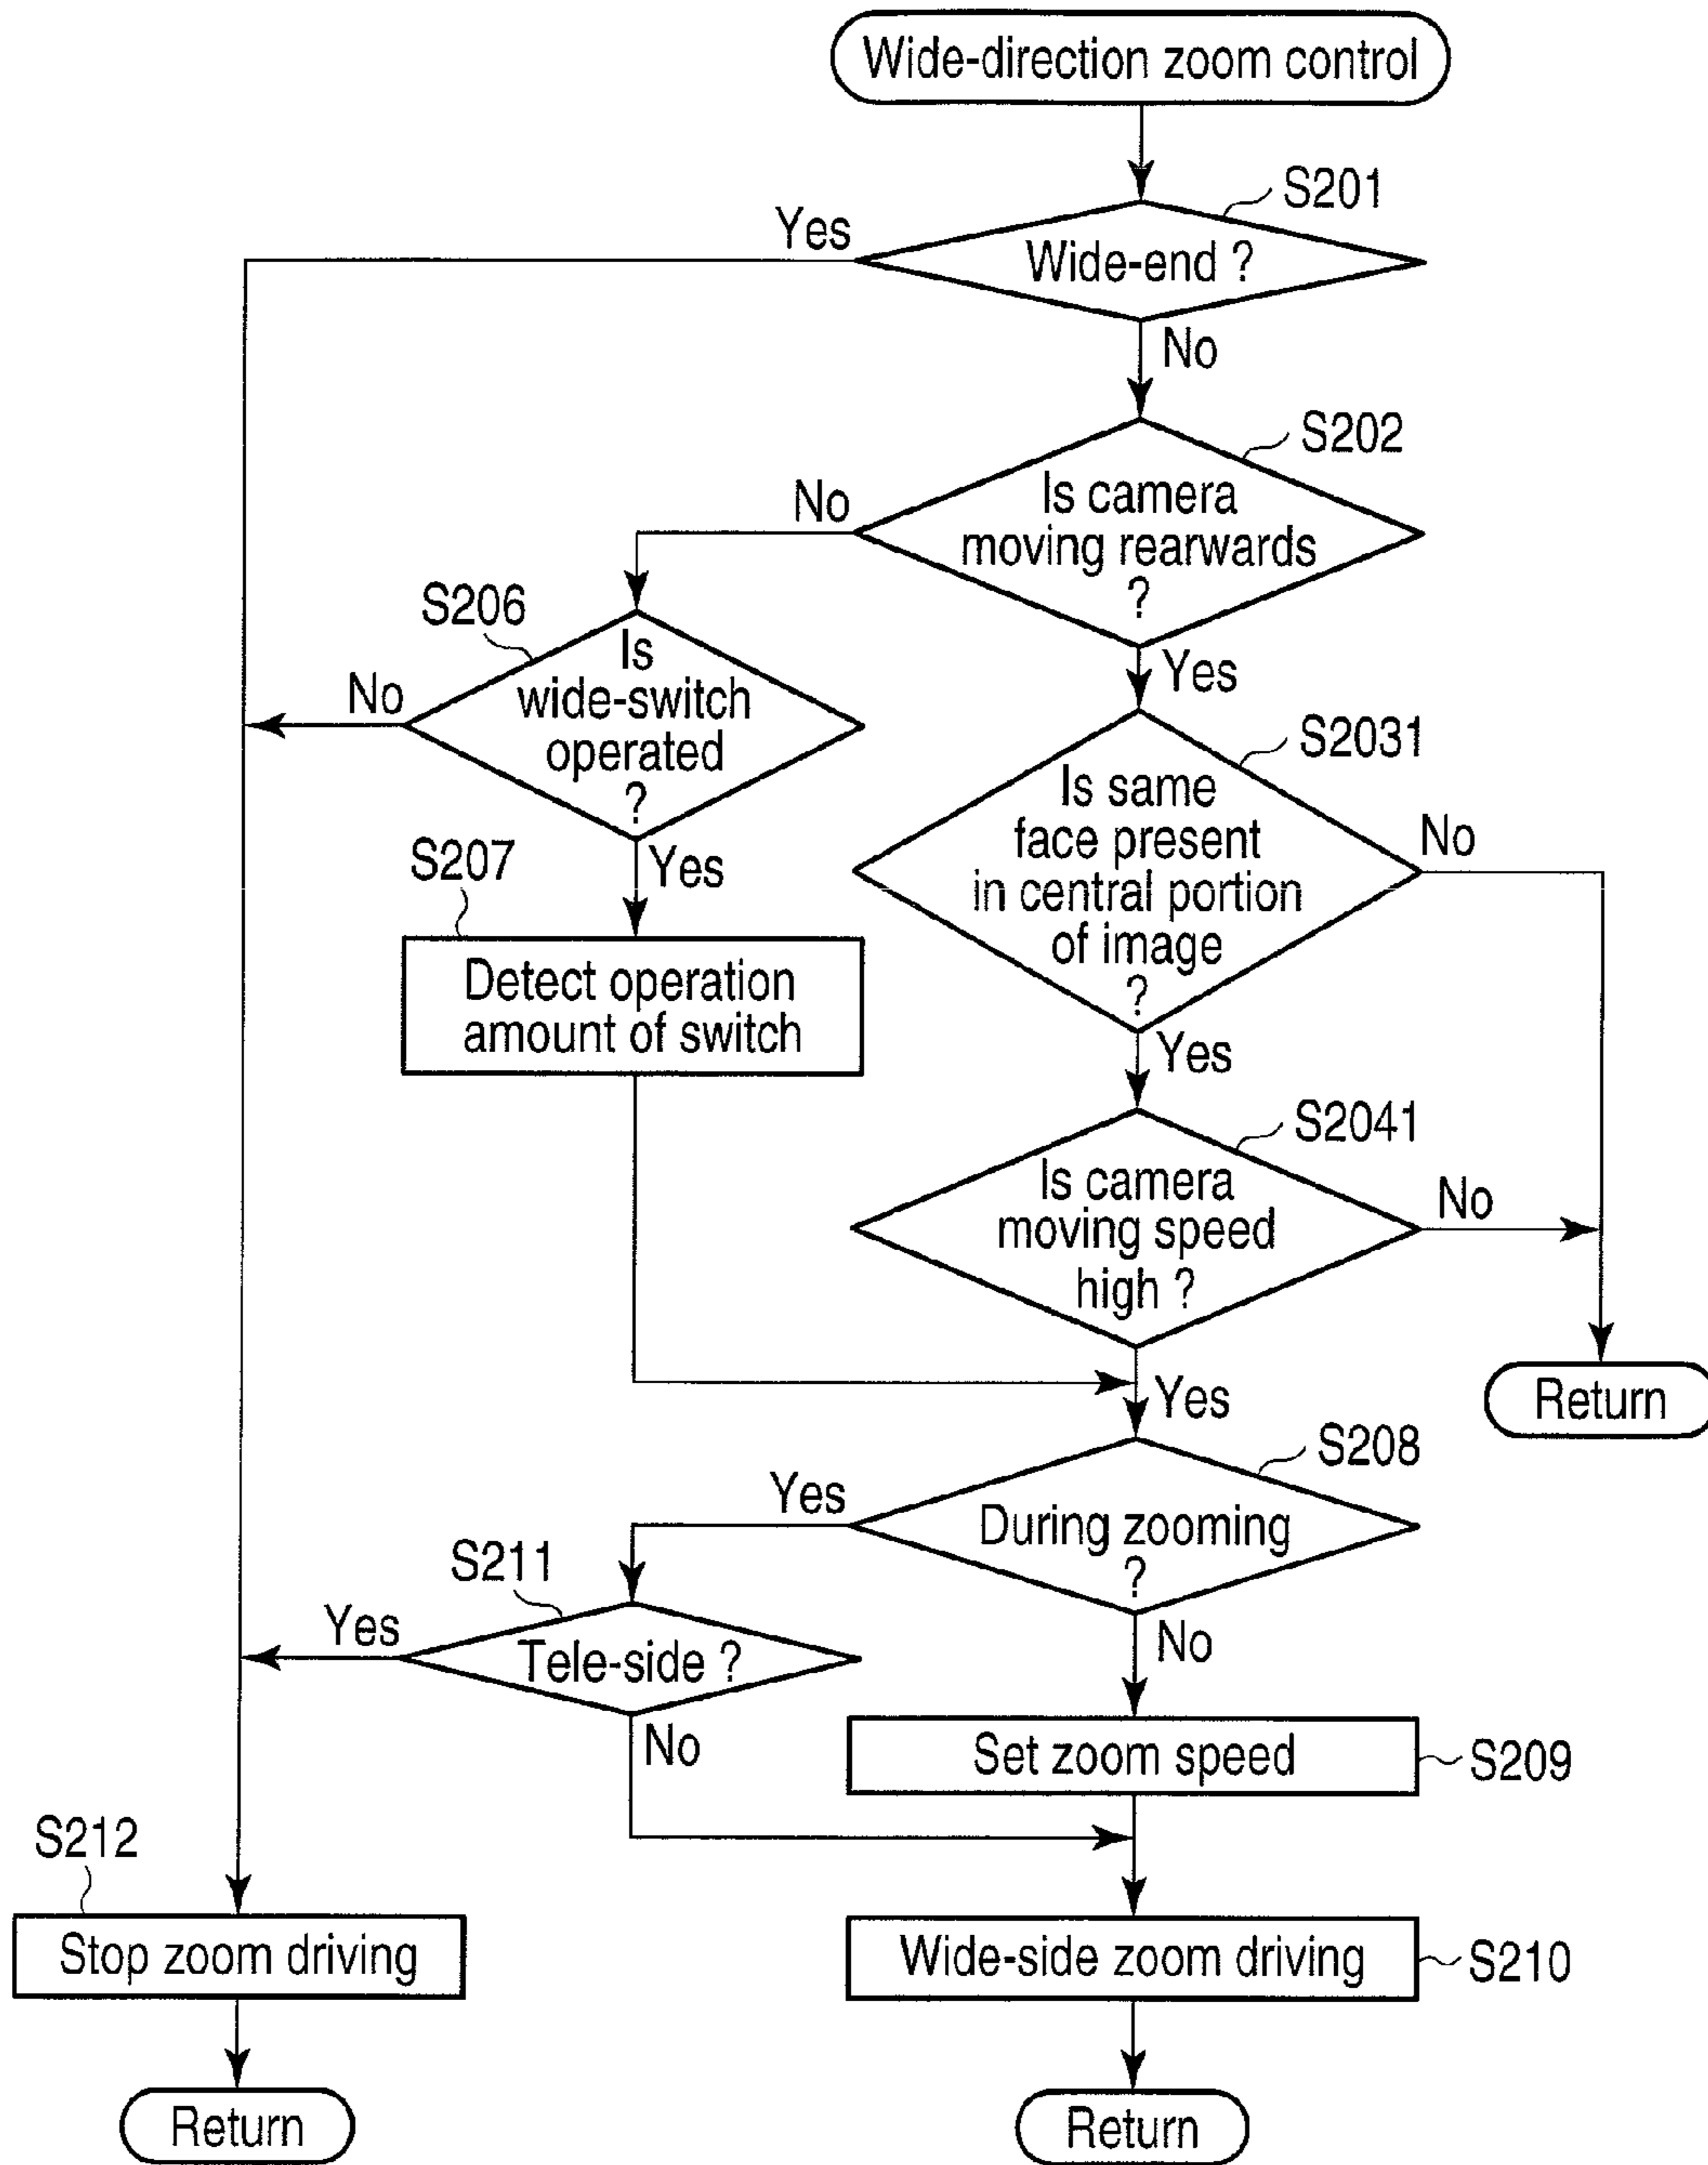 Wide-direction zoom control
S201
Yes
Wide-end ?
No
S202
No
Is camera
moving rearwards
?
Yes
S206
Is
wide-switch
operated
?
No
Yes
S207
Detect operation
amount of switch
S2031
Is same
face present
in central portion
of image
?
No
Yes
S2041
Is camera
moving speed
high ?
No
Return
Yes
S208
During zooming
?
Yes
No
S211
Tele-side ?
Yes
No
Set zoom speed
S209
S212
Stop zoom driving
Wide-side zoom driving
S210
Return
Return